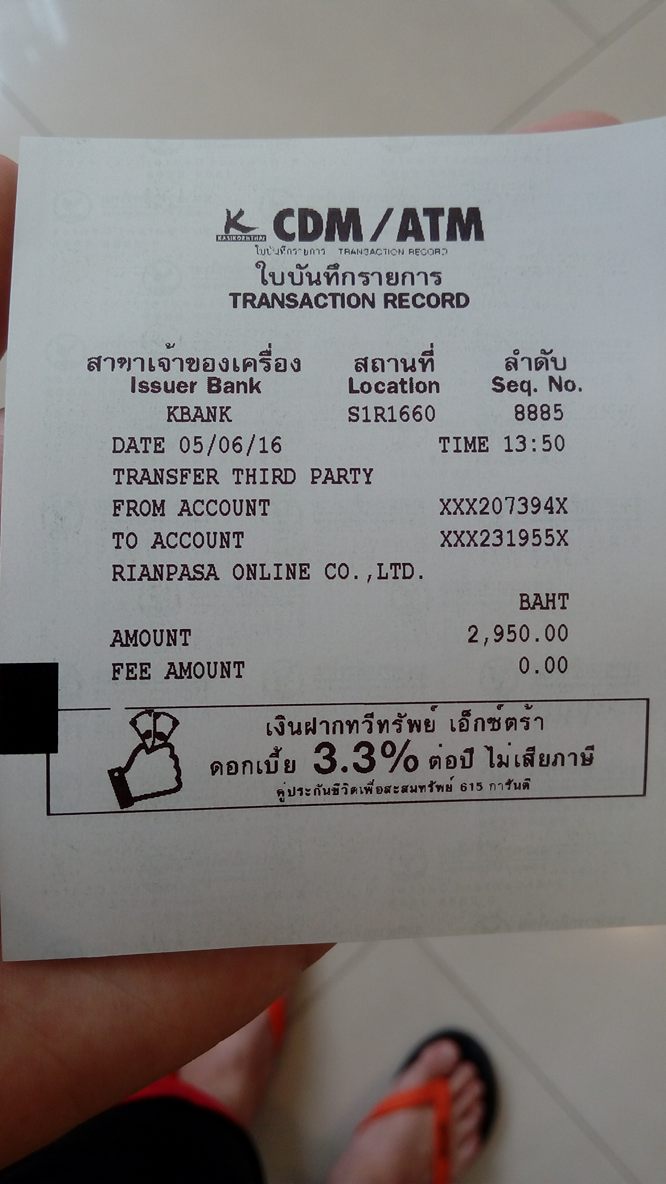 K CDM/ATM
KASIKORNTHAI
ใบบันทึกรายการ TRANSACTION RECORD
ใบบันทึกรายการ
TRANSACTION RECORD
สาขาเจ้าของเครื่อง สถานที่ ลำดับ
Issuer Bank Location Seq. No.
KBANK S1R1660 8885
DATE 05/06/16 TIME 13:50
TRANSFER THIRD PARTY
FROM ACCOUNT XXX207394X
TO ACCOUNT XXX231955X
RIANPASA ONLINE CO.,LTD.
BAHT
AMOUNT 2,950.00
FEE AMOUNT 0.00
เงินฝากทวีทรัพย์ เอ็กซ์ตร้า
ดอกเบี้ย 3.3% ต่อปี ไม่เสียภาษี
คู่ประกันชีวิตเพื่อสะสมทรัพย์ 615 การันตี